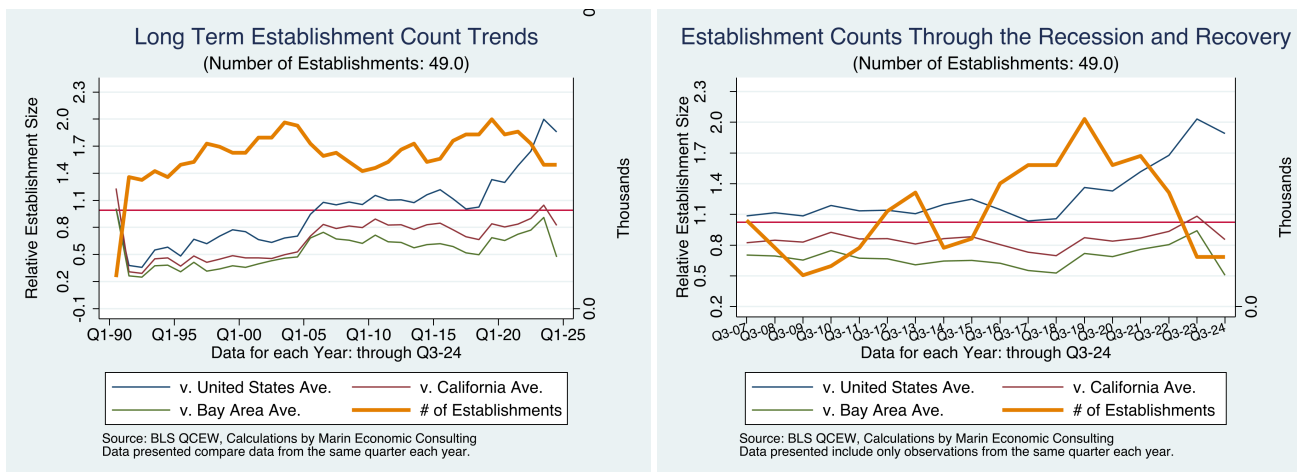 Long Term Establishment Count Trends
(Number of Establishments: 49.0)
Relative Establishment Size
2.3
2.0
1.7
1.4
1.1
0.8
0.5
0.2
-0.1
0
Thousands
0.0
Q1-90 Q1-95 Q1-00 Q1-05 Q1-10 Q1-15 Q1-20 Q1-25
Data for each Year: through Q3-24
v. United States Ave. v. California Ave.
v. Bay Area Ave. # of Establishments
Source: BLS QCEW, Calculations by Marin Economic Consulting
Data presented compare data from the same quarter each year.
Establishment Counts Through the Recession and Recovery
(Number of Establishments: 49.0)
Relative Establishment Size
2.3
2.0
1.7
1.4
1.1
0.8
0.5
0.2
Thousands
0.0
Q3-07 Q3-08 Q3-09 Q3-10 Q3-11 Q3-12 Q3-13 Q3-14 Q3-15 Q3-16 Q3-17 Q3-18 Q3-19 Q3-20 Q3-21 Q3-22 Q3-23 Q3-24
Data for each Year: through Q3-24
v. United States Ave. v. California Ave.
v. Bay Area Ave. # of Establishments
Source: BLS QCEW, Calculations by Marin Economic Consulting
Data presented include only observations from the same quarter each year.